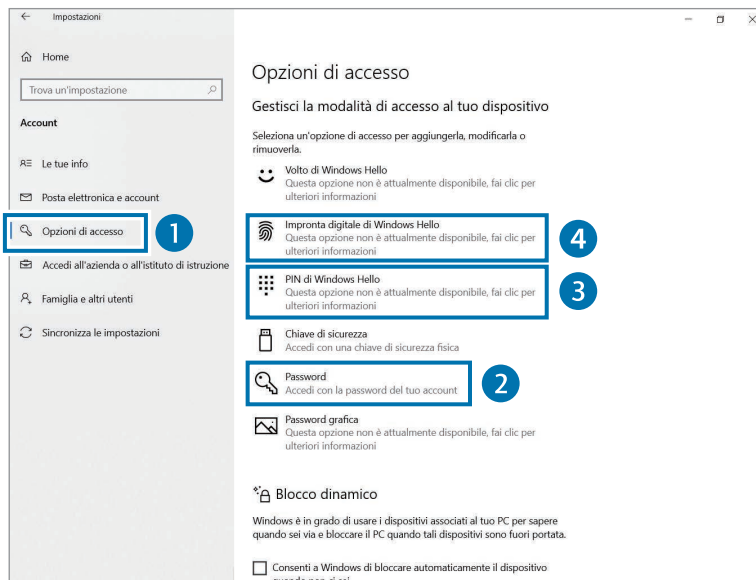 Impostazioni
Home
Trova un'impostazione
Account
Le tue info
Posta elettronica e account
Opzioni di accesso
1
Accedi all'azienda o all'istituto di istruzione
Famiglia e altri utenti
Sincronizza le impostazioni
Opzioni di accesso
Gestisci la modalità di accesso al tuo dispositivo
Seleziona un'opzione di accesso per aggiungerla, modificarla o
rimuoverla.
Volto di Windows Hello
Questa opzione non è attualmente disponibile, fai clic per
ulteriori informazioni
Impronta digitale di Windows Hello
Questa opzione non è attualmente disponibile, fai clic per
ulteriori informazioni
4
PIN di Windows Hello
Questa opzione non è attualmente disponibile, fai clic per
ulteriori informazioni
3
Chiave di sicurezza
Accedi con una chiave di sicurezza fisica
Password
Accedi con la password del tuo account
2
Password grafica
Questa opzione non è attualmente disponibile, fai clic per
ulteriori informazioni
Blocco dinamico
Windows è in grado di usare i dispositivi associati al tuo PC per sapere
quando sei via e bloccare il PC quando tali dispositivi sono fuori portata.
Consenti a Windows di bloccare automaticamente il dispositivo